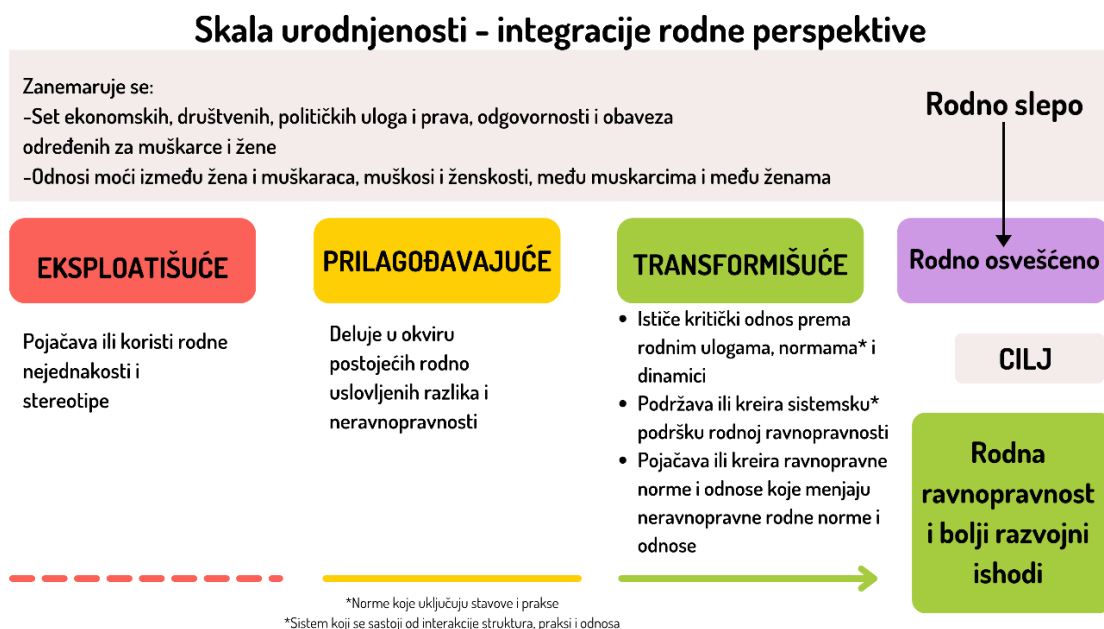 Skala urodnjenosti - integracije rodne perspektive
Zanemaruje se:
-Set ekonomskih, društvenih, političkih uloga i prava, odgovornosti i obaveza
određenih za muškarce i žene
-Odnosi moći između žena i muškaraca, muškosi i ženskosti, među muskarcima i među ženama
Rodno slepo
EKSPLOATIŠUĆE
Pojačava ili koristi rodne
nejednakosti i
stereotipe
PRILAGOĐAVAJUĆE
Deluje u okviru
postojećih rodno
uslovljenih razlika i
neravnopravnosti
TRANSFORMIŠUĆE
• Ističe kritički odnos prema
rodnim ulogama, normama* i
dinamici
• Podržava ili kreira sistemsku*
podršku rodnoj ravnopravnosti
• Pojačava ili kreira ravnopravne
norme i odnose koje menjaju
neravnopravne rodne norme i
odnose
Rodno osvešćeno
CILJ
Rodna
ravnopravnost
i bolji razvojni
ishodi
*Norme koje uključuju stavove i prakse
*Sistem koji se sastoji od interakcije struktura, praksi i odnosa